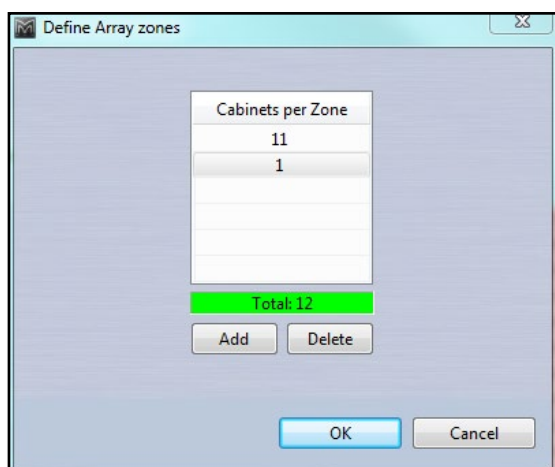 Define Array zones
Cabinets per Zone
11
1
Total: 12
Add Delete
OK Cancel